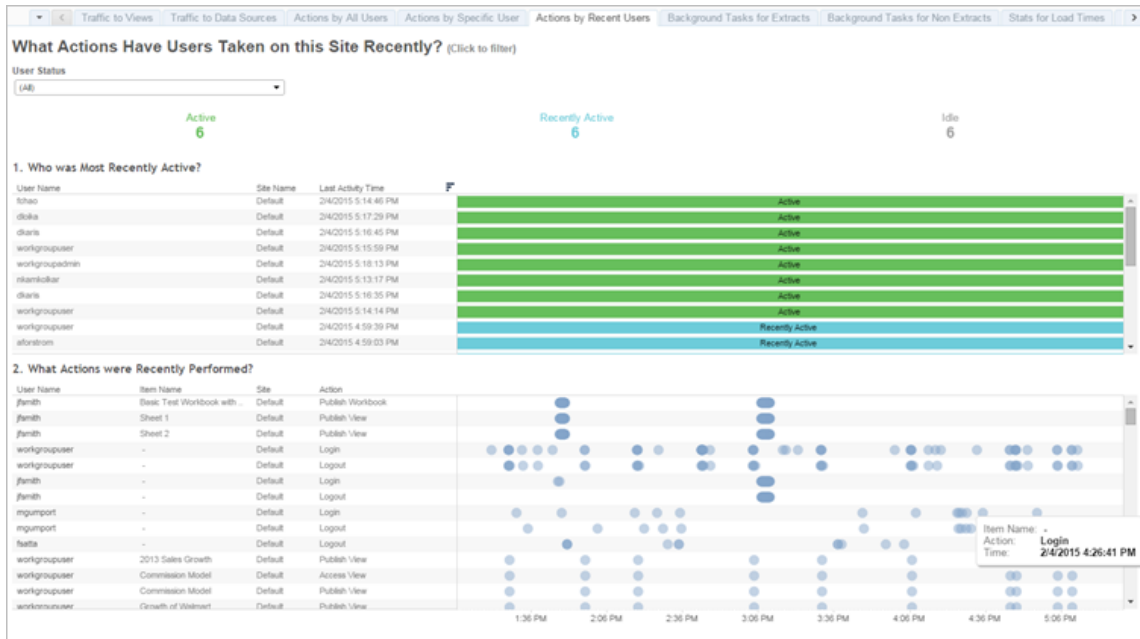 Traffic to Views Traffic to Data Sources Actions by All Users Actions by Specific User Actions by Recent Users Background Tasks for Extracts Background Tasks for Non Extracts Stats for Load Times
What Actions Have Users Taken on this Site Recently? (Click to filter)
User Status
(All)
Active Recently Active Idle
6 6 6
1. Who was Most Recently Active?
User Name Site Name Last Activity Time
fchao Default 2/4/2015 5:14:46 PM Active
dloika Default 2/4/2015 5:17:29 PM Active
dkaris Default 2/4/2015 5:16:45 PM Active
workgroupuser Default 2/4/2015 5:15:59 PM Active
workgroupadmin Default 2/4/2015 5:18:13 PM Active
nkamkolkar Default 2/4/2015 5:13:17 PM Active
dkaris Default 2/4/2015 5:16:35 PM Active
workgroupuser Default 2/4/2015 5:14:14 PM Active
workgroupuser Default 2/4/2015 4:59:39 PM Recently Active
aforstrom Default 2/4/2015 4:59:03 PM Recently Active
2. What Actions were Recently Performed?
User Name Item Name Site Action
jfsmith Basic Test Workbook with .. Default Publish Workbook
jfsmith Sheet 1 Default Publish View
jfsmith Sheet 2 Default Publish View
workgroupuser - Default Login
workgroupuser - Default Logout
jfsmith - Default Login
jfsmith - Default Logout
mgumport - Default Login
mgumport - Default Logout
fsatta - Default Logout
Item Name: -
Action: Login
Time: 2/4/2015 4:26:41 PM
workgroupuser 2013 Sales Growth Default Publish View
workgroupuser Commission Model Default Access View
workgroupuser Commission Model Default Publish View
workgroupuser Growth of Walmart Default Publish View
1:36 PM 2:06 PM 2:36 PM 3:06 PM 3:36 PM 4:06 PM 4:36 PM 5:06 PM